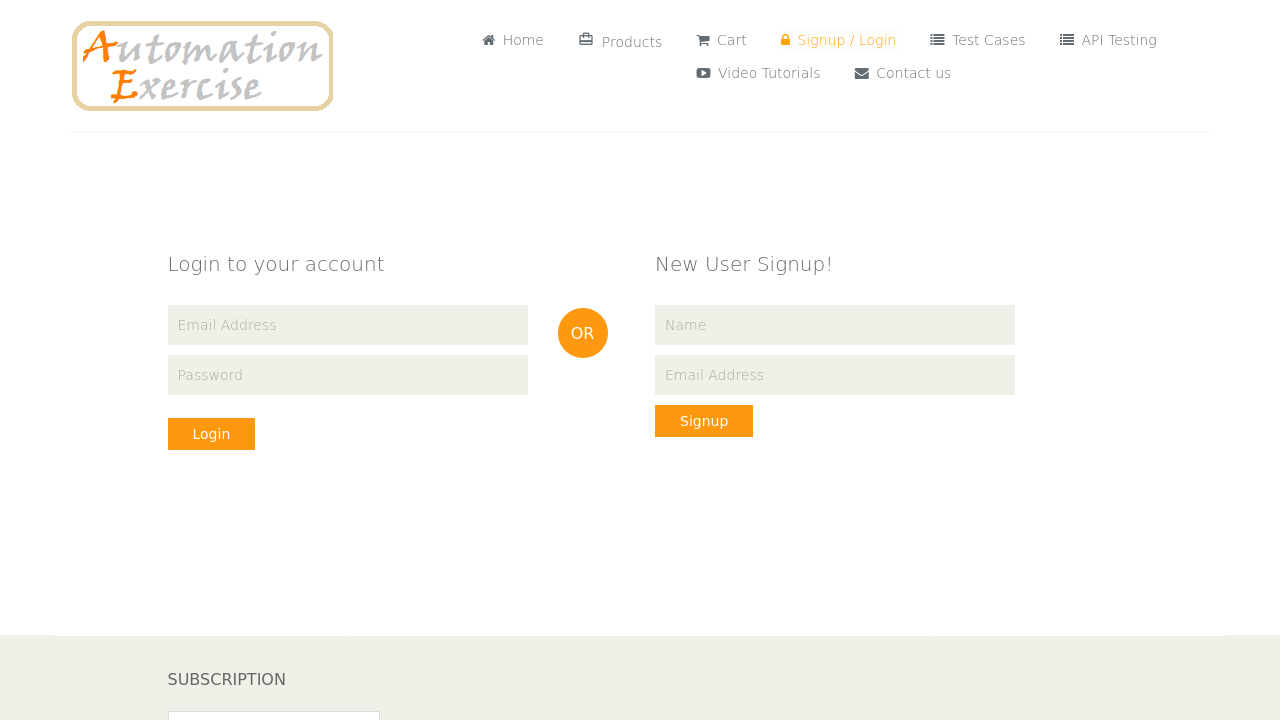 Automation
Exercise
Home
Products
Cart
Signup / Login
Test Cases
API Testing
Video Tutorials
Contact us
Login to your account
Email Address
Password
Login
OR
New User Signup!
Name
Email Address
Signup
SUBSCRIPTION